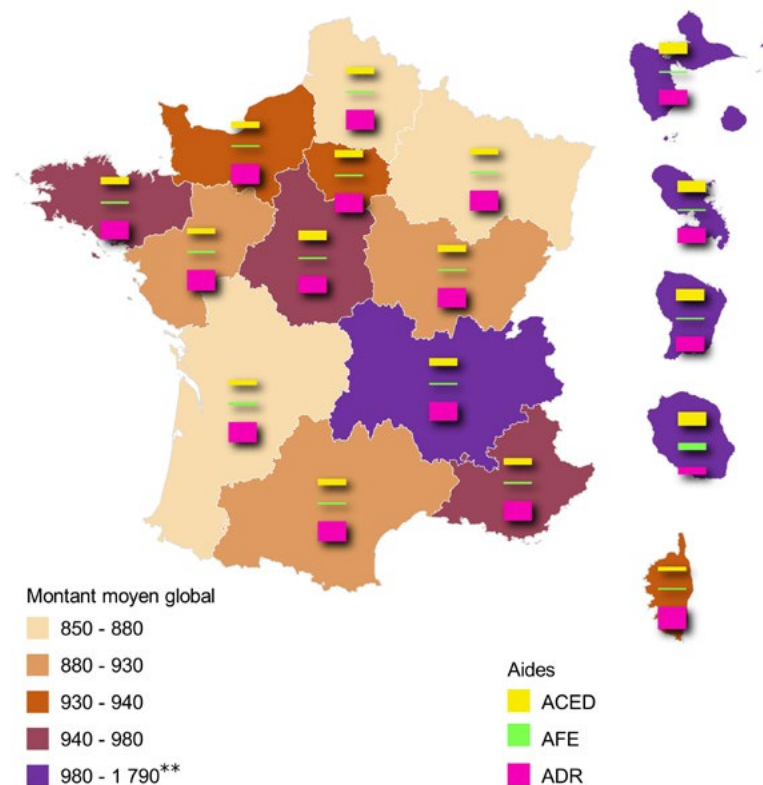 Montant moyen global
850 - 880
880 - 930
930 - 940
940 - 980
980 - 1 790**
Aides
ACED
AFE
ADR